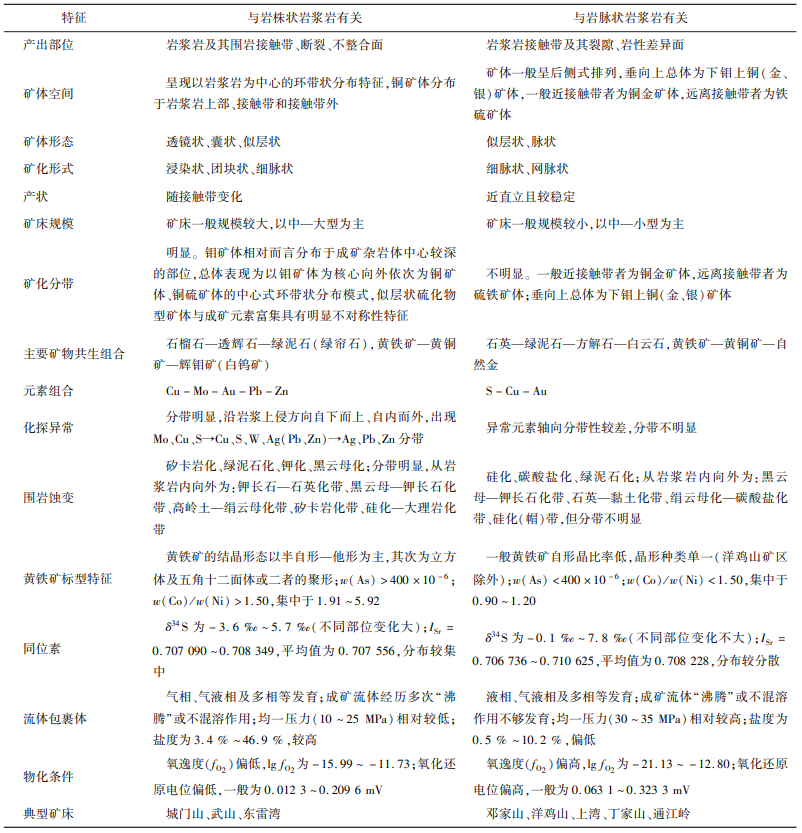 特征 与岩株状岩浆岩有关 与岩脉状岩浆岩有关
产出部位 岩浆岩及其围岩接触带、断裂、不整合面 岩浆岩接触带及其裂隙、岩性差异面
矿体空间
呈现以岩浆岩为中心的环带状分布特征,铜矿体分布
于岩浆岩上部、接触带和接触带外
矿体一般呈后侧式排列,垂向上总体为下钼上铜(金、
银)矿体,一般近接触带者为铜金矿体,远离接触带者为铁
硫矿体
矿体形态 透镜状、囊状、似层状 似层状、脉状
矿化形式 浸染状、团块状、细脉状 细脉状、网脉状
产状 随接触带变化 近直立且较稳定
矿床规模 矿床一般规模较大,以中—大型为主 矿床一般规模较小,以中—小型为主
矿化分带
明显。钼矿体相对而言分布于成矿杂岩体中心较深
的部位,总体表现为以钼矿体为核心向外依次为铜矿
体、铜硫矿体的中心式环带状分布模式,似层状硫化物
型矿体与成矿元素富集具有明显不对称性特征
不明显。一般近接触带者为铜金矿体,远离接触带者为
硫铁矿体;垂向上总体为下钼上铜(金、银)矿体
主要矿物共生组合
石榴石—透辉石—绿泥石(绿帘石),黄铁矿—黄铜
矿—辉钼矿(白钨矿)
石英—绿泥石—方解石—白云石,黄铁矿—黄铜矿—自
然金
元素组合 Cu-Mo-Au-Pb-Zn S-Cu-Au
化探异常
分带明显,沿岩浆上侵方向自下而上、自内而外,出现
Mo、Cu、S→Cu、S、W、Ag(Pb、Zn)→Ag、Pb、Zn 分带
异常元素轴向分带性较差,分带不明显
围岩蚀变
矽卡岩化、绿泥石化、钾化、黑云母化;分带明显,从岩
浆岩内向外为:钾长石—石英化带、黑云母—钾长石化
带、高岭土—绢云母化带、矽卡岩化带、硅化—大理岩化
带
硅化、碳酸盐化、绿泥石化;从岩浆岩内向外为:黑云
母—钾长石化带、石英—黏土化带、绢云母化—碳酸盐化
带、硅化(帽)带,但分带不明显
黄铁矿标型特征
黄铁矿的结晶形态以半自形—他形为主,其次为立方
体及五角十二面体或二者的聚形;w(As)>400×10⁻⁶;
w(Co)/w(Ni)>1.50,集中于 1.91~5.92
一般黄铁矿自形晶比率低,晶形种类单一(洋鸡山矿区
除外);w(As)<400×10⁻⁶;w(Co)/w(Ni)<1.50,集中于
0.90~1.20
同位素
δ³⁴S 为-3.6 ‰~5.7 ‰(不同部位变化大);I_Sr=
0.707 090~0.708 349,平均值为 0.707 556,分布较集
中
δ³⁴S 为-0.1 ‰~7.8 ‰(不同部位变化不大);I_Sr=
0.706 736~0.710 625,平均值为 0.708 228,分布较分散
流体包裹体
气相、气液相及多相等发育;成矿流体经历多次“沸
腾”或不混溶作用;均一压力(10~25 MPa)相对较低;
盐度为 3.4 %~46.9 %,较高
液相、气液相及多相等发育;成矿流体“沸腾”或不混溶
作用不够发育;均一压力(30~35 MPa)相对较高;盐度为
0.5 %~10.2 %,偏低
物化条件
氧逸度(f_O₂)偏低,lg f_O₂为-15.99~-11.73;氧化还
原电位偏低,一般为 0.012 3~0.209 6 mV
氧逸度(f_O₂)偏高,lg f_O₂为-21.13~-12.80;氧化还原
电位偏高,一般为 0.063 1~0.323 3 mV
典型矿床 城门山、武山、东雷湾 邓家山、洋鸡山、上湾、丁家山、通江岭